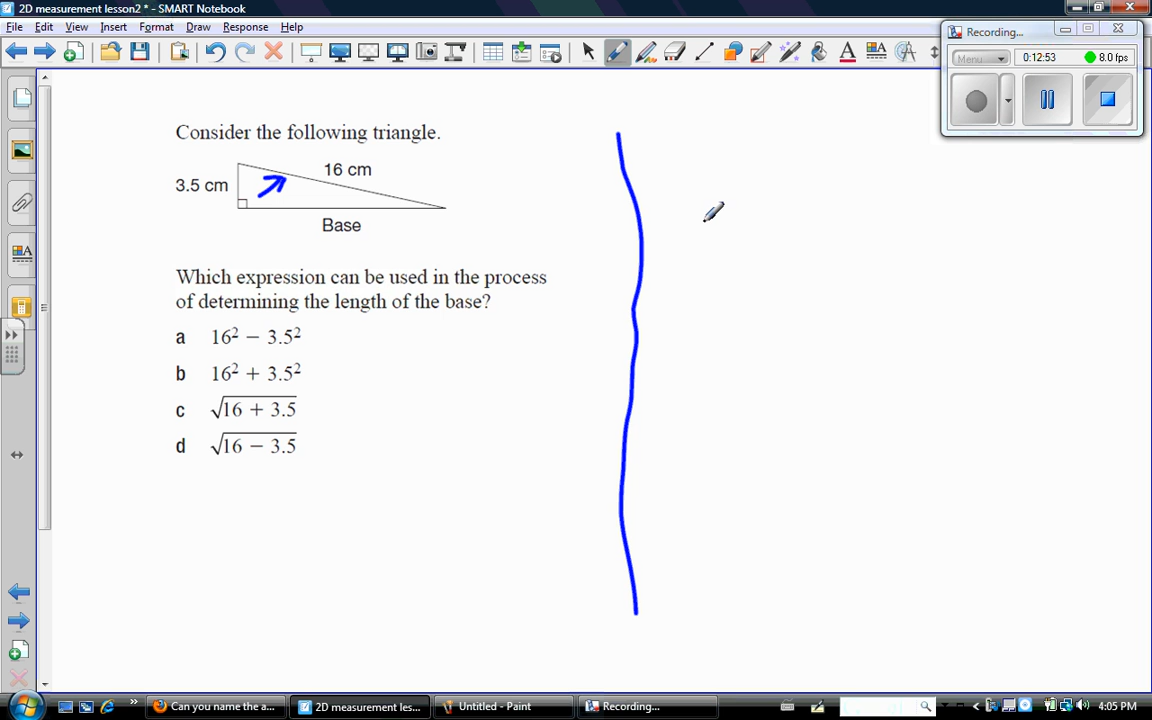 2D measurement lesson2 * - SMART Notebook
File Edit View Insert Format Draw Response Help
Recording...
Menu 0:12:53 8.0 fps
Consider the following triangle.
16 cm
3.5 cm
Base
Which expression can be used in the process
of determining the length of the base?
a 16² − 3.5²
b 16² + 3.5²
c √16 + 3.5
d √16 − 3.5
Can you name the a... 2D measurement les... Untitled - Paint Recording... 4:05 PM